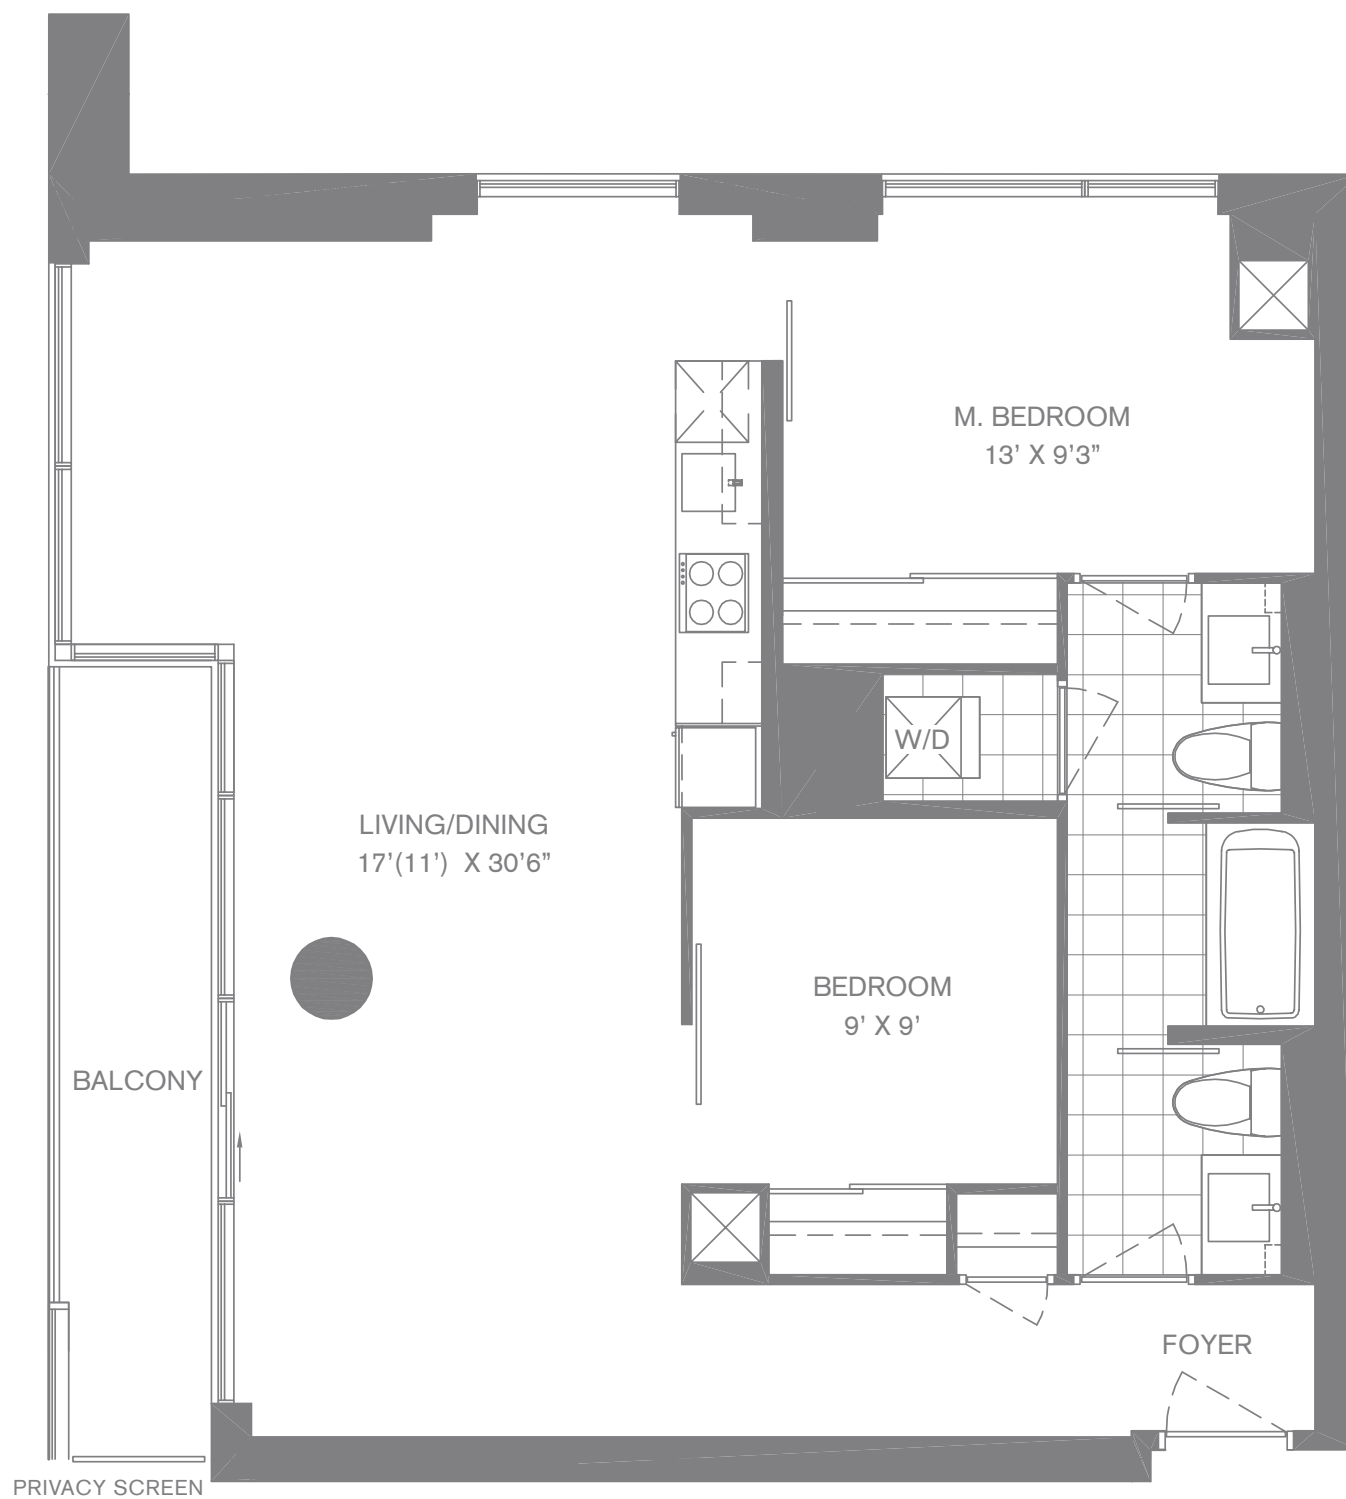 M. BEDROOM
13' X 9'3”
W/D
LIVING/DINING
17'(11') X 30'6”
BEDROOM
9' X 9'
BALCONY
FOYER
PRIVACY SCREEN